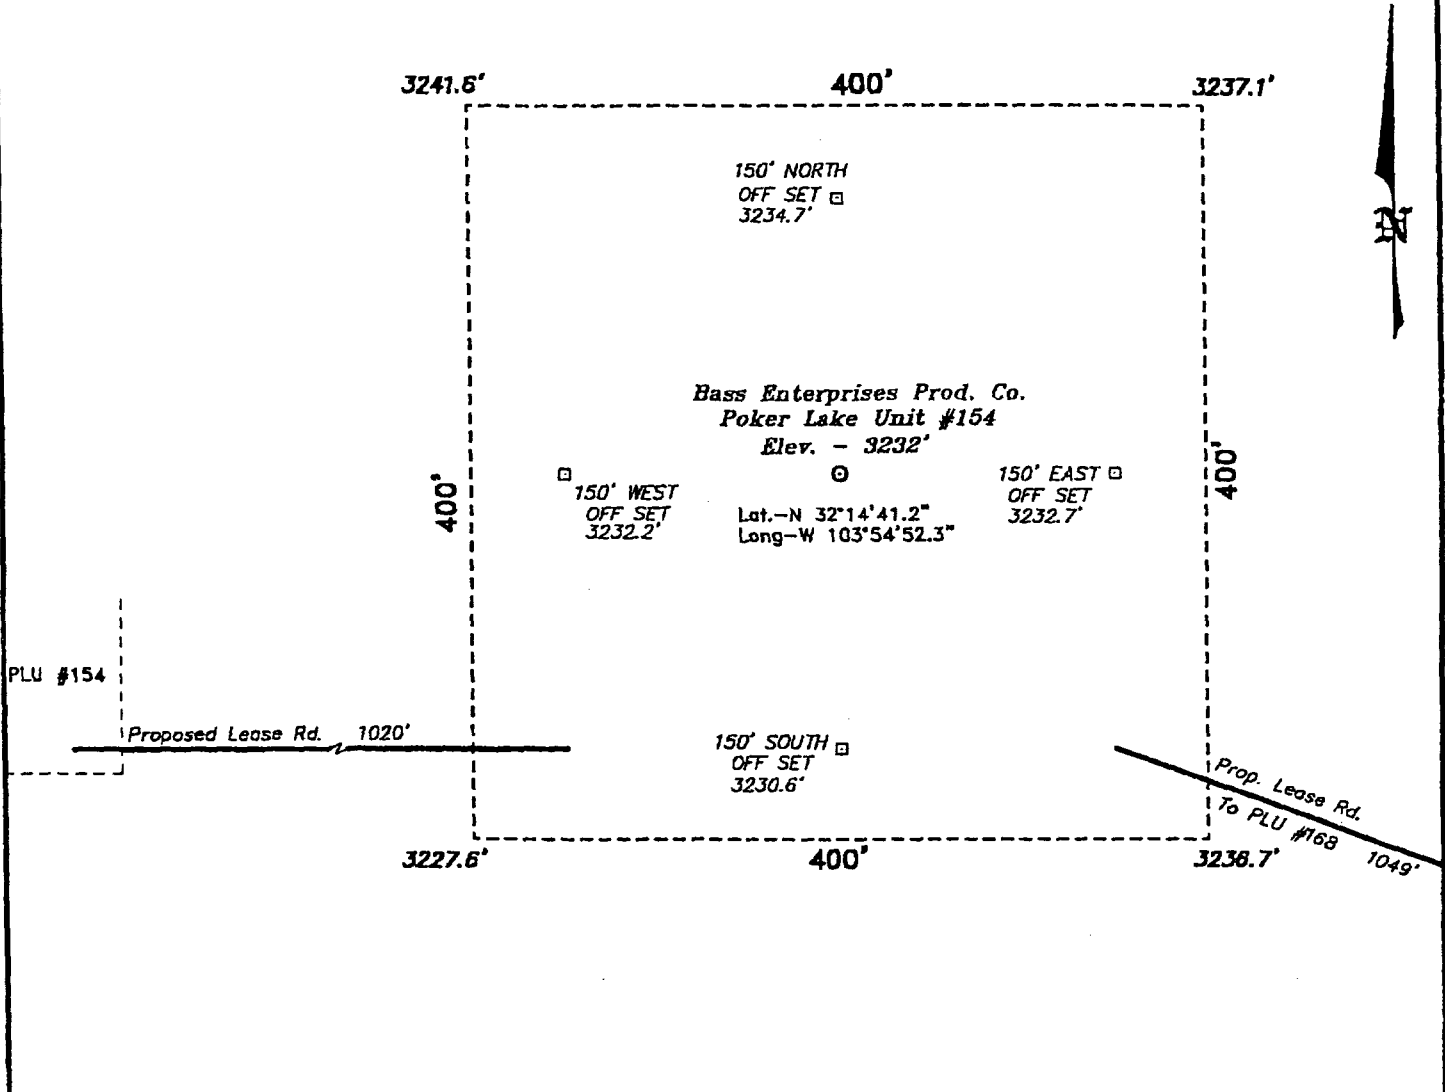 3241.6'
400'
3237.1'
150' NORTH
OFF SET
3234.7'
Bass Enterprises Prod. Co.
Poker Lake Unit #154
Elev. - 3232'
400'
150' WEST
OFF SET
3232.2'
Lat.-N 32°14'41.2"
Long-W 103°54'52.3"
150' EAST
OFF SET
3232.7'
400'
PLU #154
Proposed Lease Rd. 1020'
150' SOUTH
OFF SET
3230.6'
Prop. Lease Rd.
To PLU #168 1049'
3227.6'
400'
3236.7'